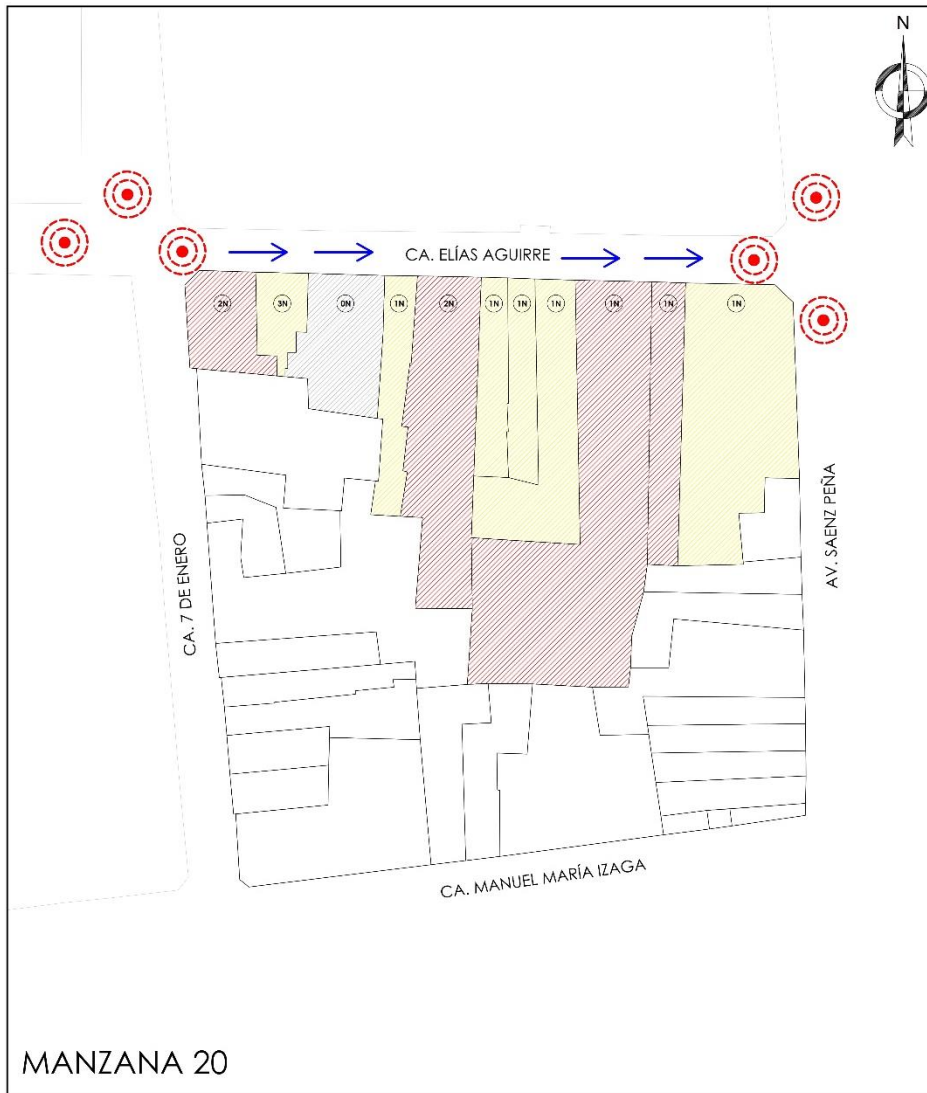 N
CA. ELÍAS AGUIRRE
2N
3N
0N
1N
2N
1N
1N
1N
1N
1N
1N
CA. 7 DE ENERO
AV. SAENZ PEÑA
CA. MANUEL MARÍA IZAGA
MANZANA 20